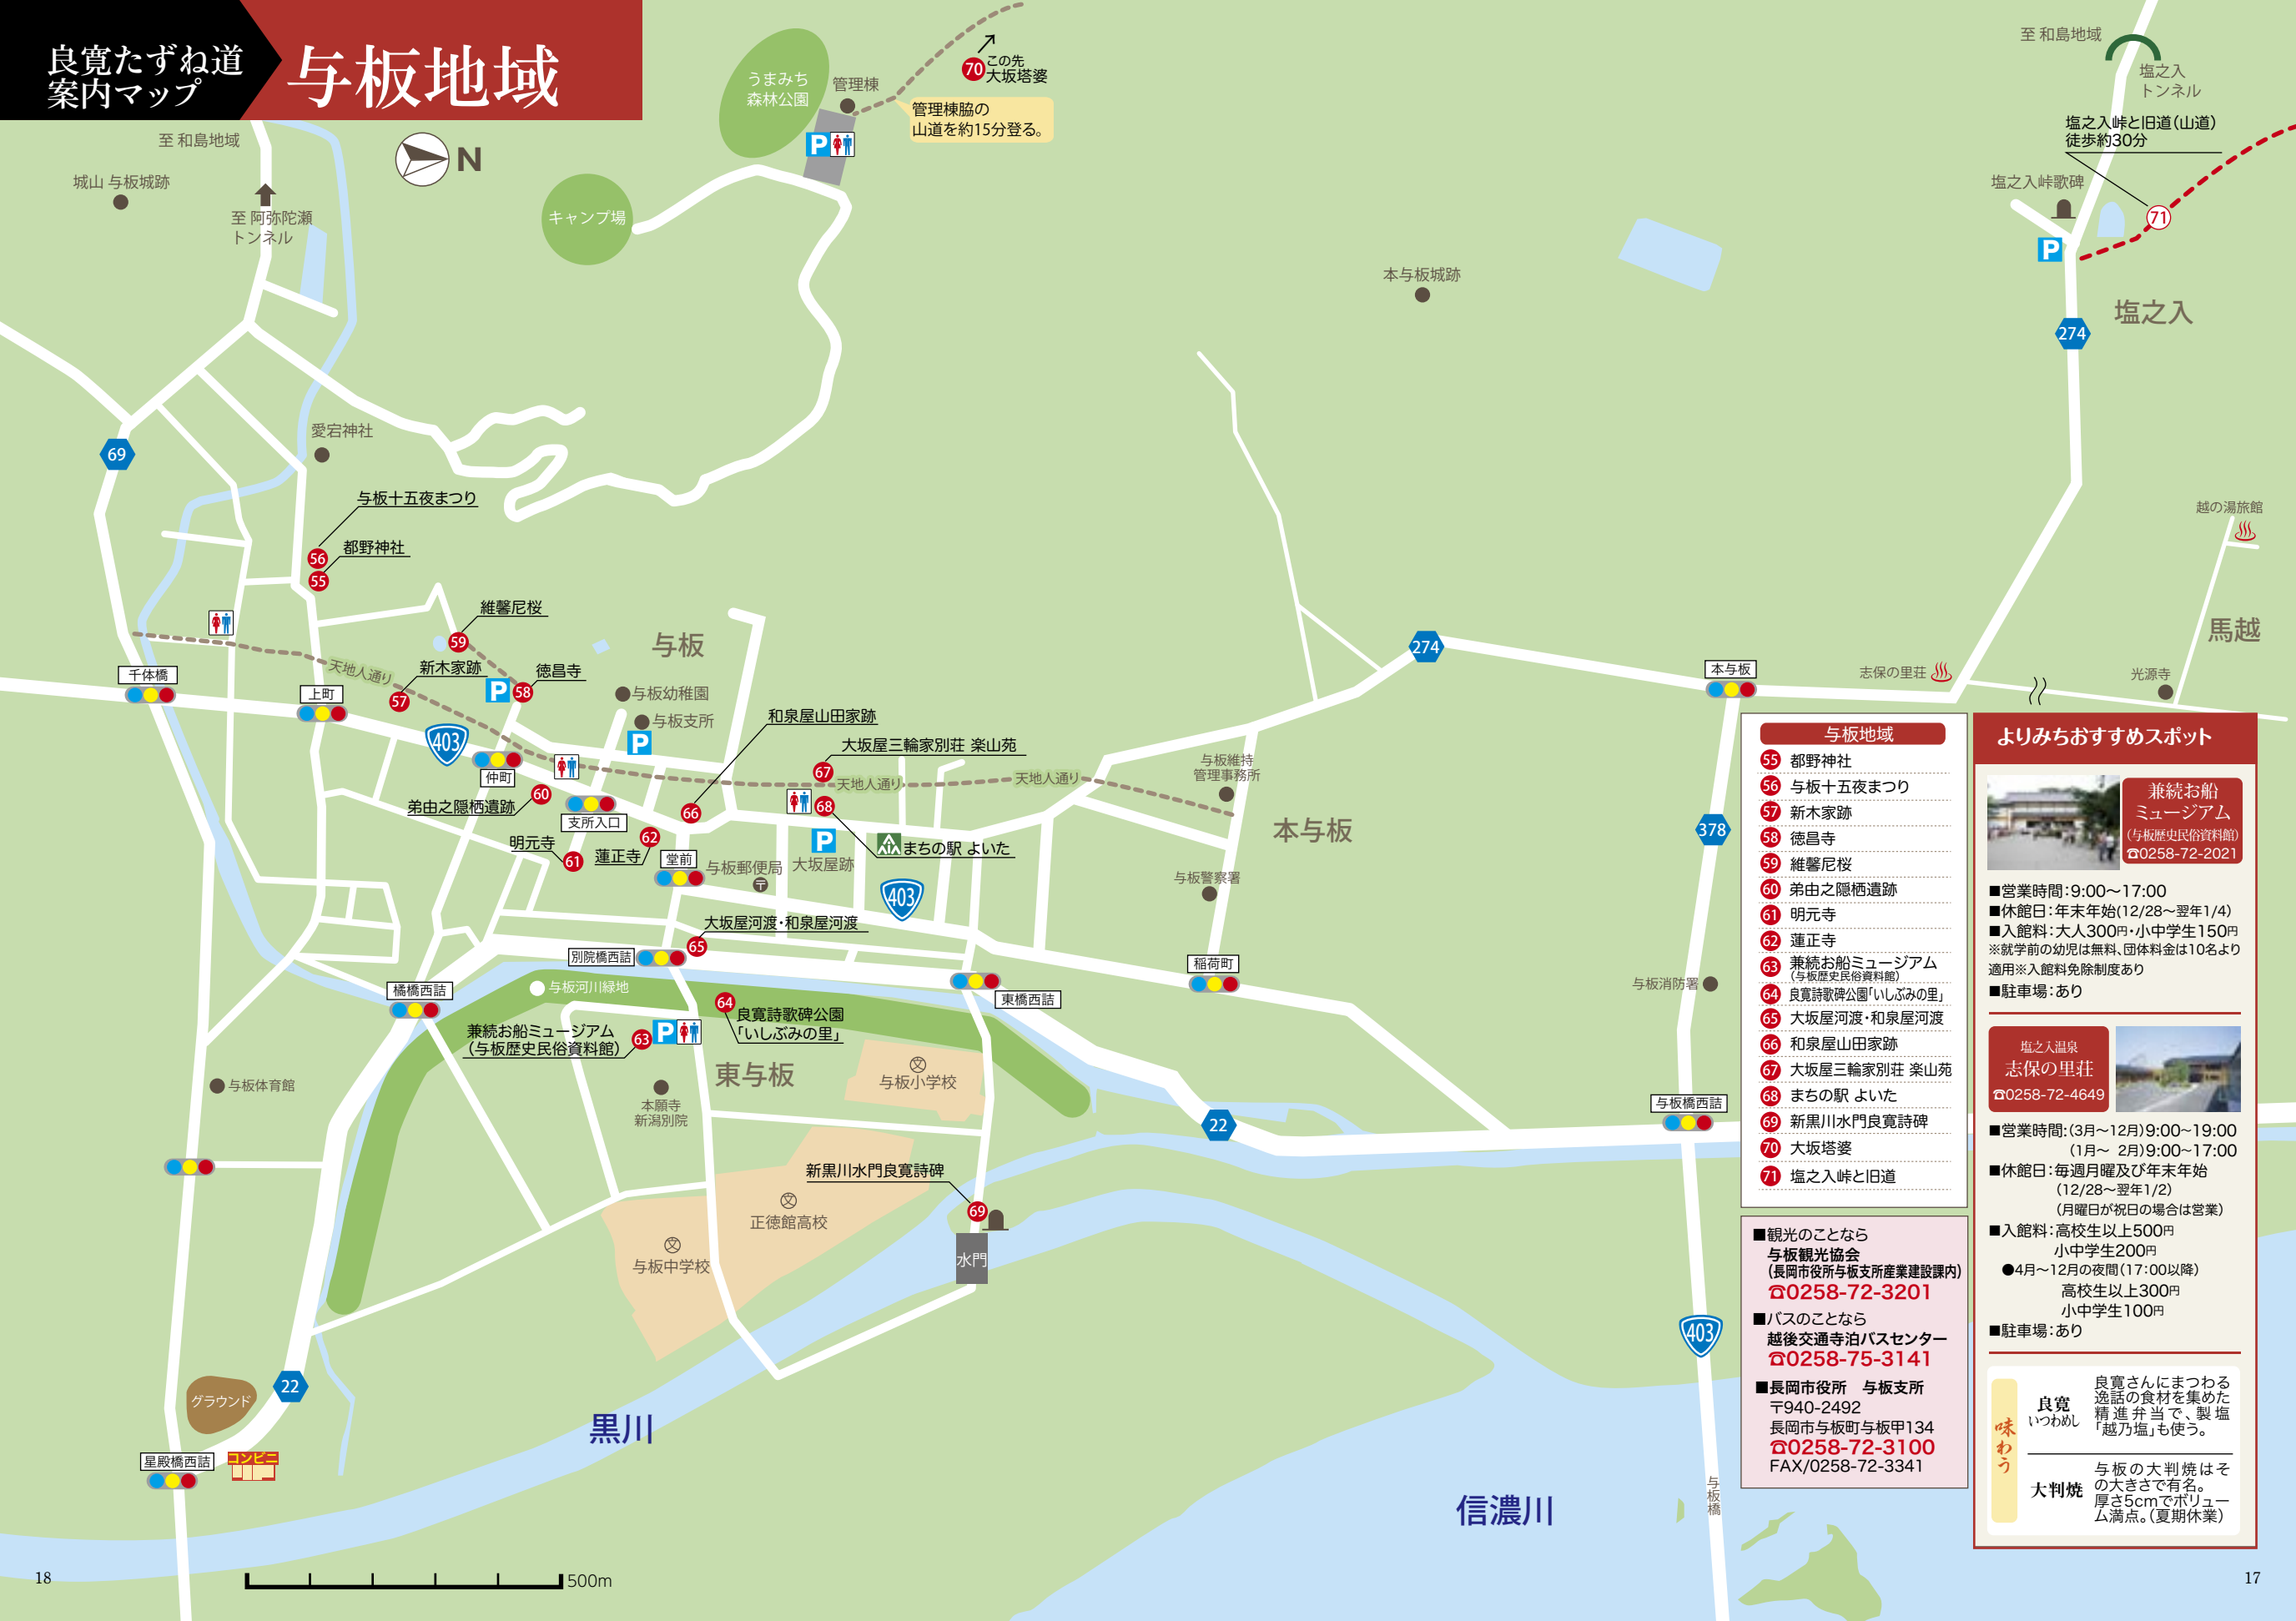 良寛たずね道
案内マップ
与板地域
至 和島地域
城山 与板城跡
至 阿弥陀瀬
トンネル
N
うまみち
森林公園
管理棟
P
キャンプ場
70
この先
大坂塔婆
管理棟脇の
山道を約15分登る。
本与板城跡
至 和島地域
塩之入
トンネル
塩之入峠と旧道(山道)
徒歩約30分
塩之入峠歌碑
71
P
塩之入
274
69
愛宕神社
与板十五夜まつり
都野神社
56
55
維馨尼桜
59
新木家跡
57
徳昌寺
P
58
天地人通り
千体橋
上町
403
仲町
与板
与板幼稚園
与板支所
P
和泉屋山田家跡
66
大坂屋三輪家別荘 楽山苑
67
天地人通り
天地人通り
68
P
大坂屋跡
まちの駅 よいた
弟由之隠栖遺跡
60
支所入口
明元寺
61
蓮正寺
62
堂前
与板郵便局
403
与板維持
管理事務所
本与板
与板警察署
274
本与板
志保の里荘
越の湯旅館
馬越
光源寺
378
与板消防署
大坂屋河渡・和泉屋河渡
65
別院橋西詰
稲荷町
東橋西詰
橘橋西詰
与板河川緑地
64
良寛詩歌碑公園
「いしぶみの里」
兼続お船ミュージアム
(与板歴史民俗資料館)
63
P
東与板
文
与板小学校
本願寺
新潟別院
与板体育館
22
与板橋西詰
新黒川水門良寛詩碑
69
水門
文
正徳館高校
文
与板中学校
グラウンド
22
星殿橋西詰
コンビニ
黒川
信濃川
403
与板橋
500m
18
17
与板地域
55 都野神社
56 与板十五夜まつり
57 新木家跡
58 徳昌寺
59 維馨尼桜
60 弟由之隠栖遺跡
61 明元寺
62 蓮正寺
63 兼続お船ミュージアム
(与板歴史民俗資料館)
64 良寛詩歌碑公園「いしぶみの里」
65 大坂屋河渡・和泉屋河渡
66 和泉屋山田家跡
67 大坂屋三輪家別荘 楽山苑
68 まちの駅 よいた
69 新黒川水門良寛詩碑
70 大坂塔婆
71 塩之入峠と旧道
■観光のことなら
与板観光協会
(長岡市役所与板支所産業建設課内)
☎0258-72-3201
■バスのことなら
越後交通寺泊バスセンター
☎0258-75-3141
■長岡市役所 与板支所
〒940-2492
長岡市与板町与板甲134
☎0258-72-3100
FAX/0258-72-3341
よりみちおすすめスポット
兼続お船
ミュージアム
(与板歴史民俗資料館)
☎0258-72-2021
■営業時間：9:00～17:00
■休館日：年末年始(12/28～翌年1/4)
■入館料：大人300円・小中学生150円
※就学前の幼児は無料、団体料金は10名より
適用※入館料免除制度あり
■駐車場：あり
塩之入温泉
志保の里荘
☎0258-72-4649
■営業時間：(3月～12月)9:00~19:00
(1月～ 2月)9:00～17:00
■休館日：毎週月曜及び年末年始
(12/28～翌年1/2)
(月曜日が祝日の場合は営業)
■入館料：高校生以上500円
小中学生200円
●4月～12月の夜間(17：00以降)
高校生以上300円
小中学生100円
■駐車場：あり
味わう
良寛
いつわめし
良寛さんにまつわる
逸話の食材を集めた
精進弁当で、製塩
「越乃塩」も使う。
大判焼
与板の大判焼はそ
の大きさで有名。
厚さ5cmでボリュー
ム満点。(夏期休業)